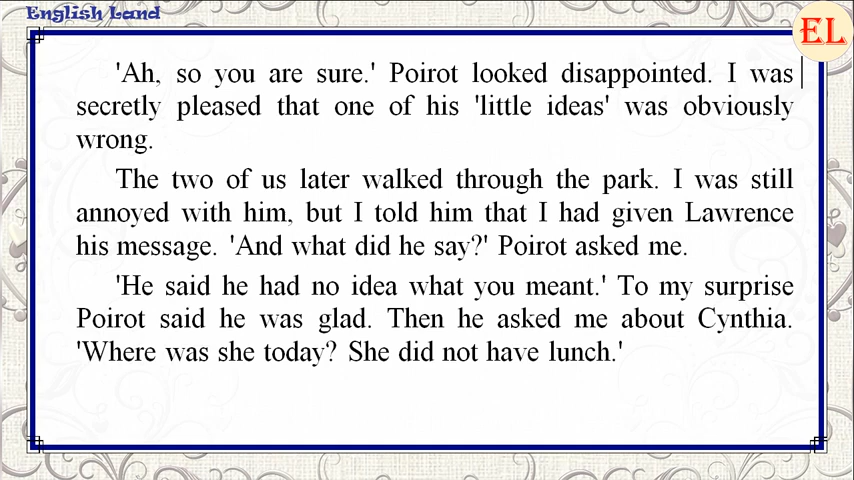 English Land
EL
'Ah, so you are sure.' Poirot looked disappointed. I was
secretly pleased that one of his 'little ideas' was obviously
wrong.
The two of us later walked through the park. I was still
annoyed with him, but I told him that I had given Lawrence
his message. 'And what did he say?' Poirot asked me.
'He said he had no idea what you meant.' To my surprise
Poirot said he was glad. Then he asked me about Cynthia.
'Where was she today? She did not have lunch.'